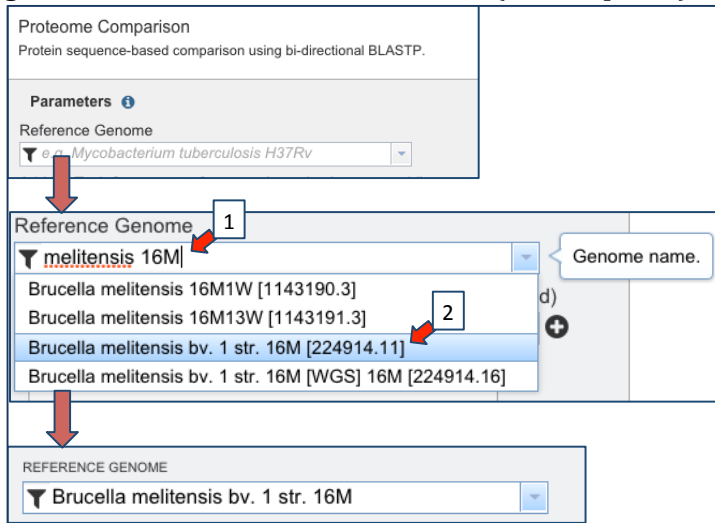 Proteome Comparison
Protein sequence-based comparison using bi-directional BLASTP.
Parameters
Reference Genome
e.g. Mycobacterium tuberculosis H37Rv
Reference Genome
1
melitensis 16M
Genome name.
Brucella melitensis 16M1W [1143190.3]
d)
Brucella melitensis 16M13W [1143191.3]
2
Brucella melitensis bv. 1 str. 16M [224914.11]
Brucella melitensis bv. 1 str. 16M [WGS] 16M [224914.16]
REFERENCE GENOME
Brucella melitensis bv. 1 str. 16M